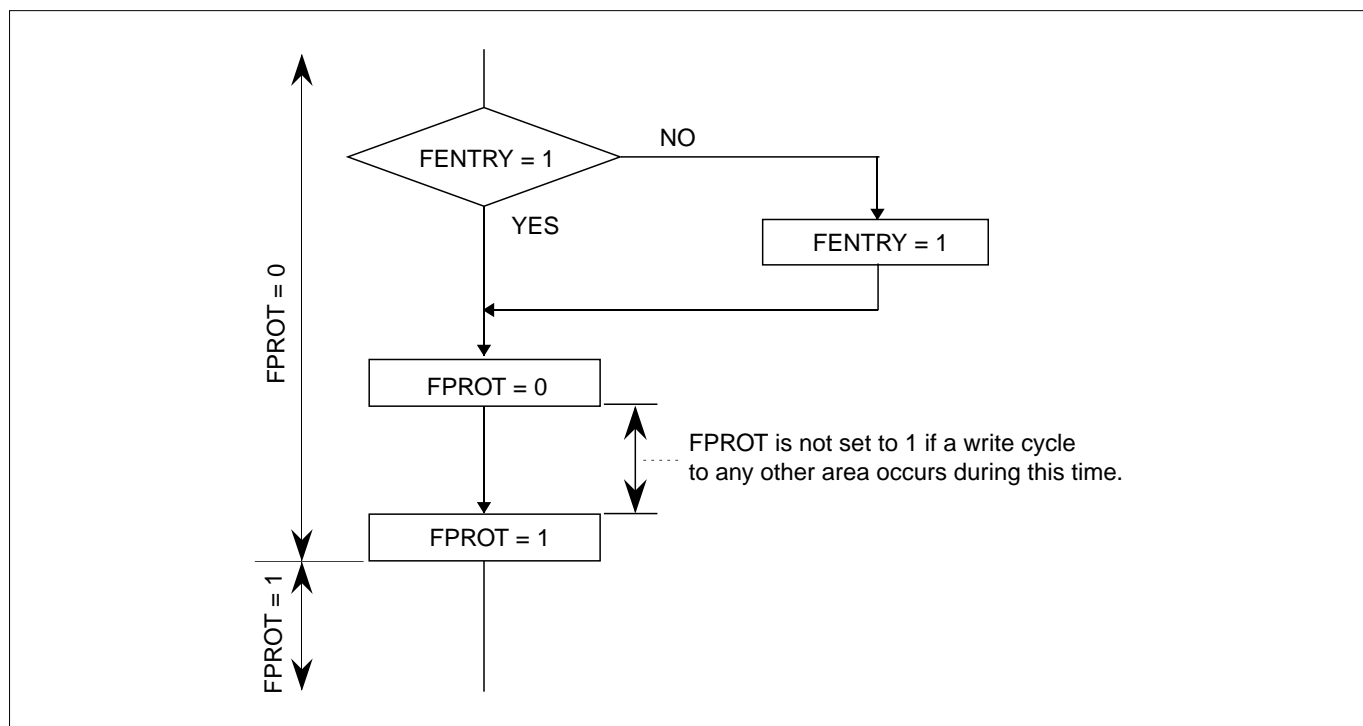 FENTRY = 1
NO
YES
FENTRY = 1
FPROT = 0
FPROT = 0
FPROT is not set to 1 if a write cycle
to any other area occurs during this time.
FPROT = 1
FPROT = 1